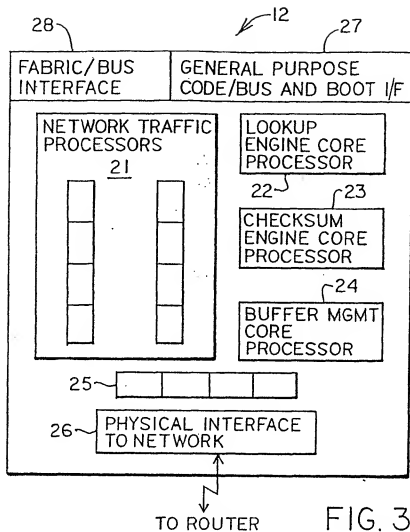 12
28
27
FABRIC/BUS
INTERFACE
GENERAL PURPOSE
CODE/BUS AND BOOT I/F
NETWORK TRAFFIC
PROCESSORS
21
LOOKUP
ENGINE CORE
PROCESSOR
22
23
CHECKSUM
ENGINE CORE
PROCESSOR
24
BUFFER MGMT
CORE
PROCESSOR
25
26
PHYSICAL INTERFACE
TO NETWORK
TO ROUTER
FIG. 3